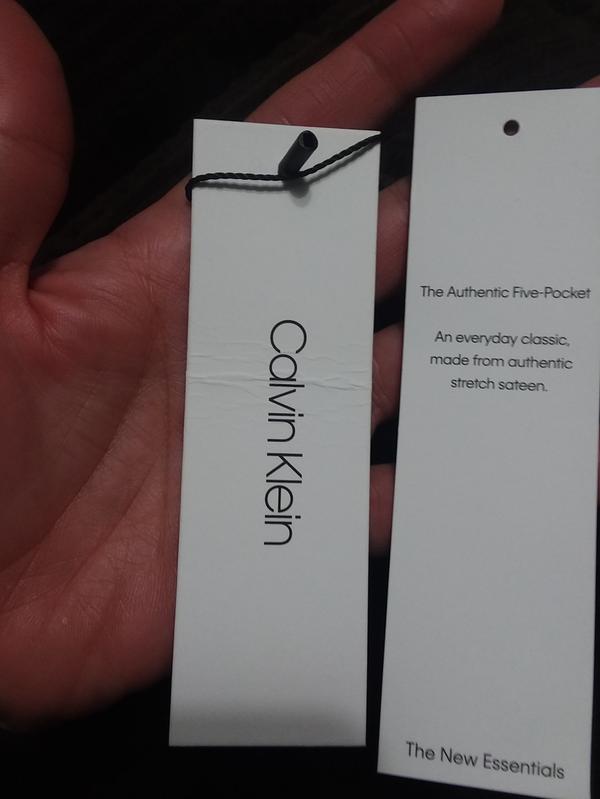 Calvin Klein
The Authentic Five-Pocket
An everyday classic,
made from authentic
stretch sateen.
The New Essentials